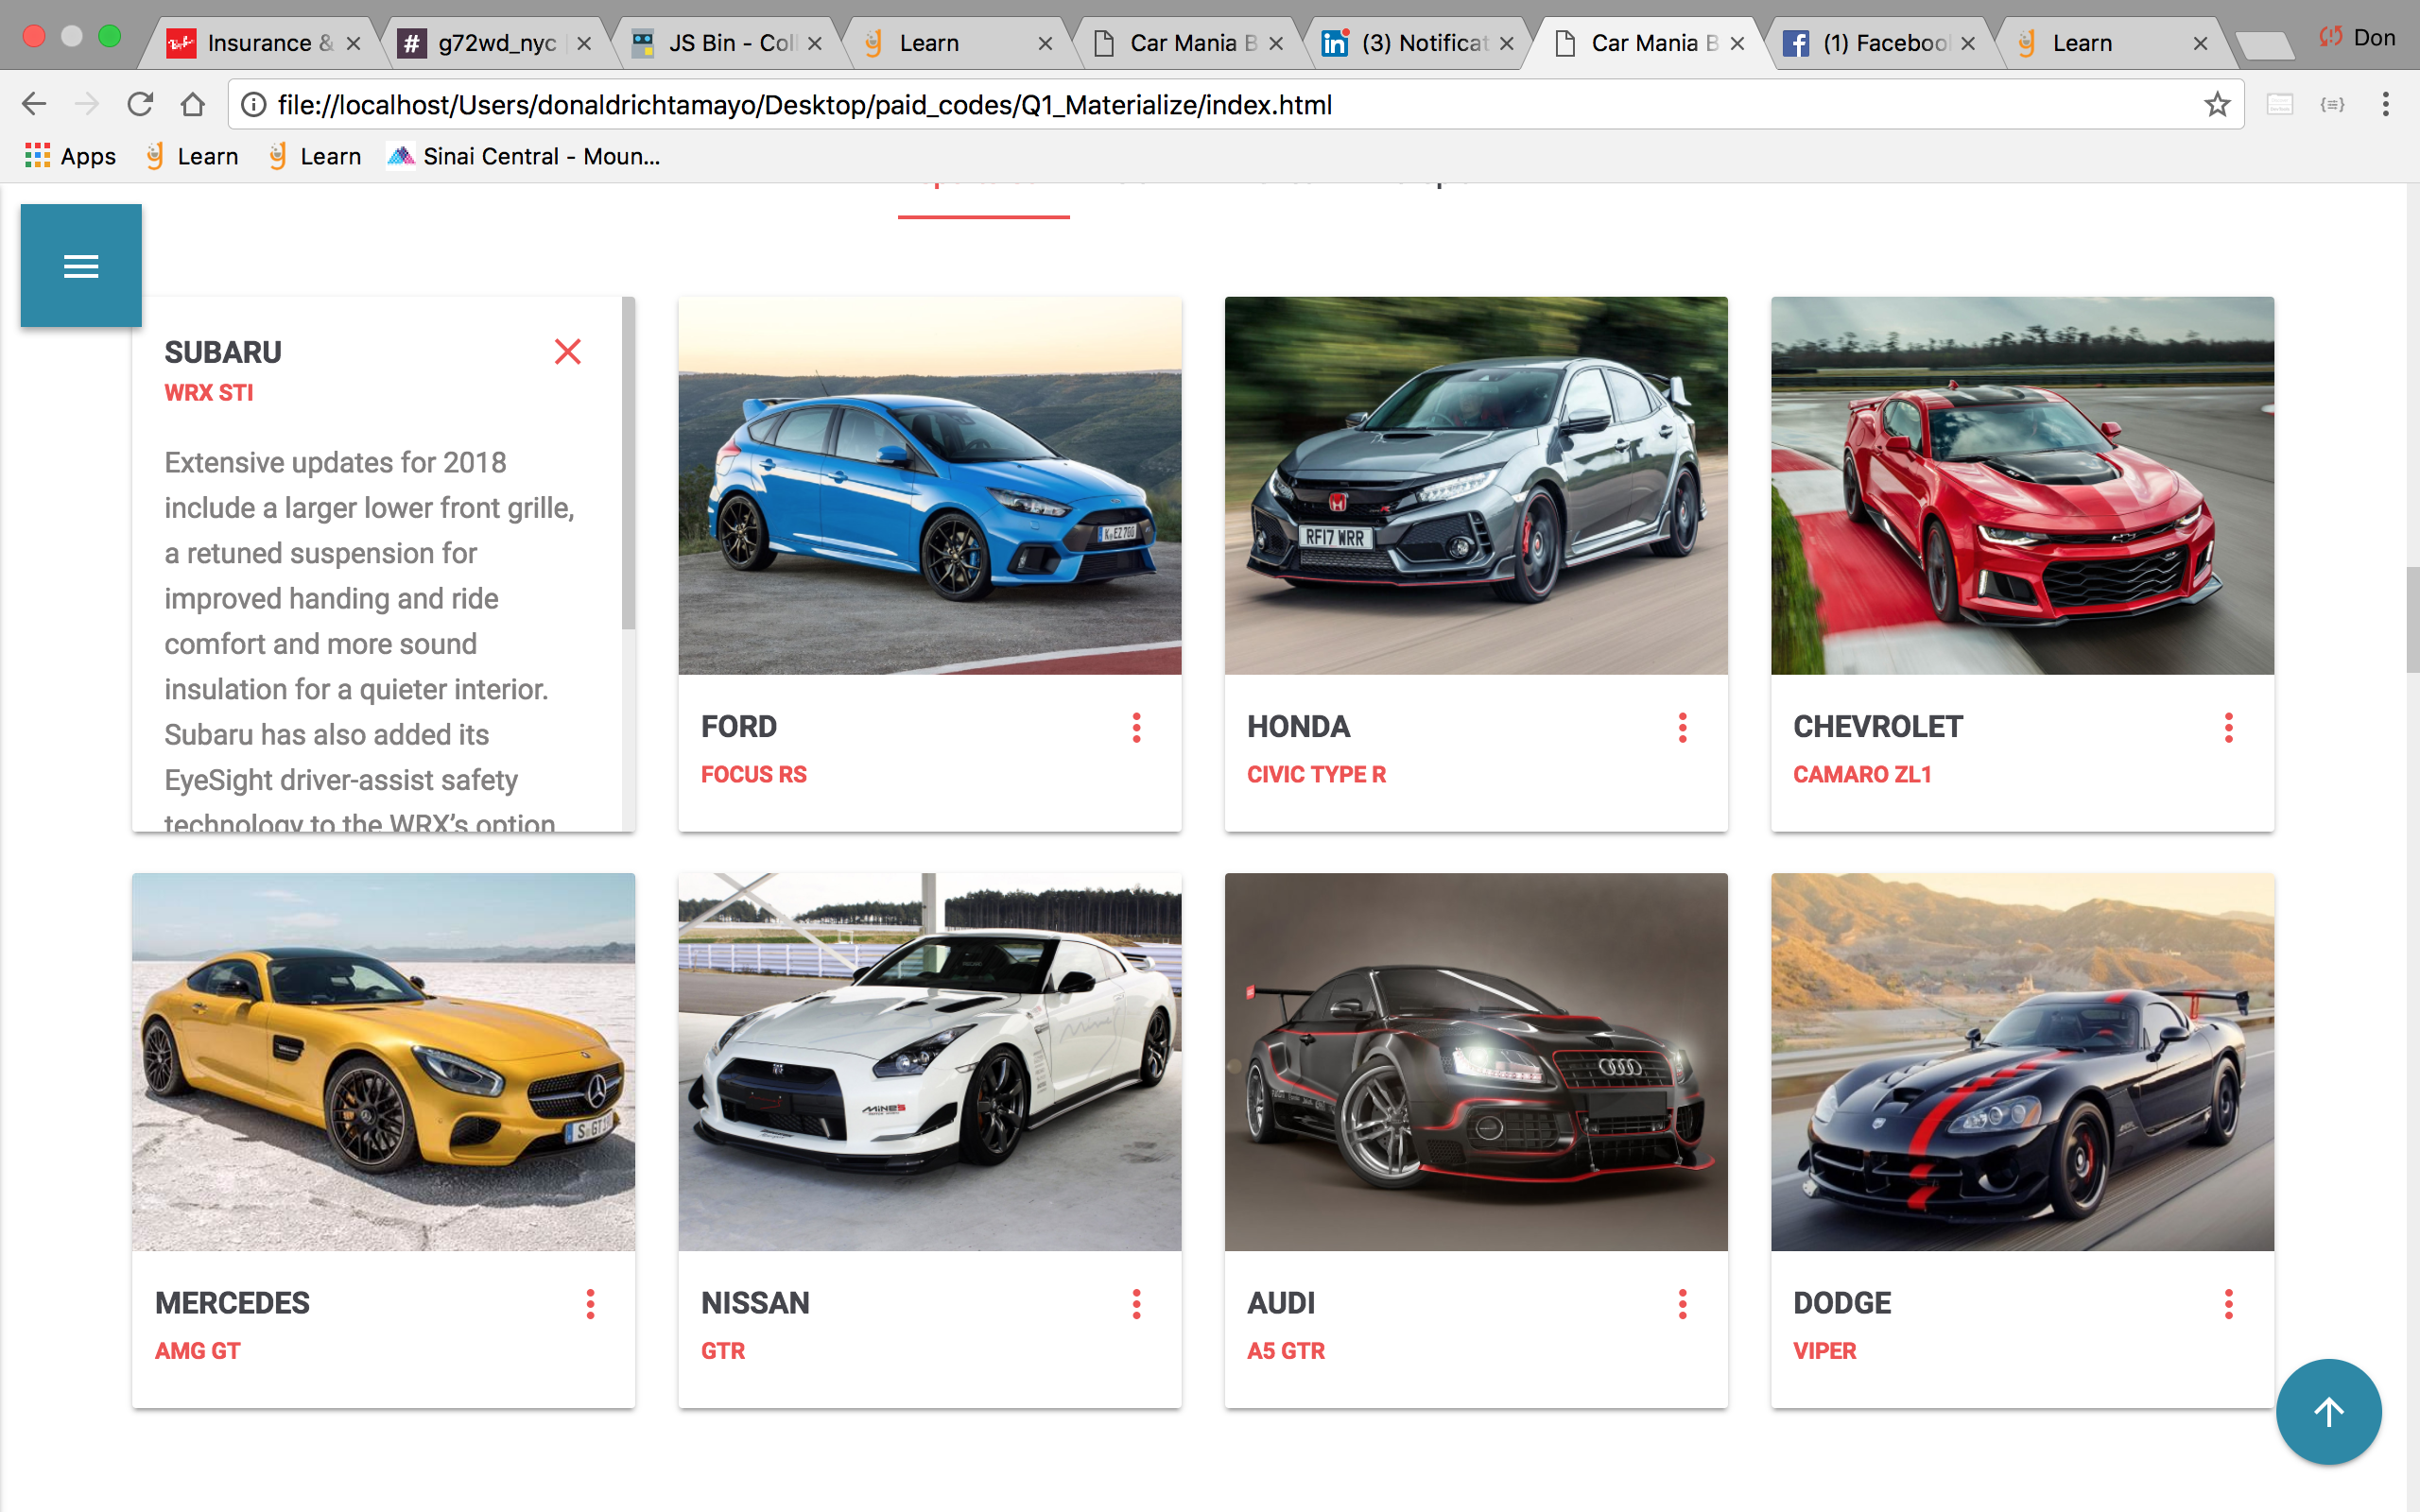 Insurance &
g72wd_nyc
JS Bin - Coll
Learn
Car Mania B
(3) Notificat
Car Mania B
(1) Faceboo
Learn
Don
file://localhost/Users/donaldrichtamayo/Desktop/paid_codes/Q1_Materialize/index.html
Apps
Learn
Learn
Sinai Central - Moun...
SUBARU
WRX STI
Extensive updates for 2018
include a larger lower front grille,
a retuned suspension for
improved handing and ride
comfort and more sound
insulation for a quieter interior.
Subaru has also added its
EyeSight driver-assist safety
technology to the WRX's option
RF17 WRR
FORD
FOCUS RS
HONDA
CIVIC TYPE R
CHEVROLET
CAMARO ZL1
MINE'S
MERCEDES
AMG GT
NISSAN
GTR
AUDI
A5 GTR
DODGE
VIPER